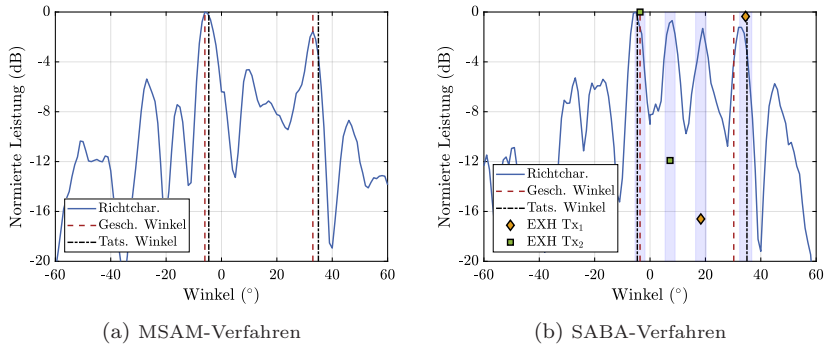 Normierte Leistung (dB)
0
-4
-8
-12
-16
-20
Richtchar.
Gesch. Winkel
Tats. Winkel
-60 -40 -20 0 20 40 60
Winkel (°)
(a) MSAM-Verfahren
Normierte Leistung (dB)
0
-4
-8
-12
-16
-20
Richtchar.
Gesch. Winkel
Tats. Winkel
EXH Tx₁
EXH Tx₂
-60 -40 -20 0 20 40 60
Winkel (°)
(b) SABA-Verfahren